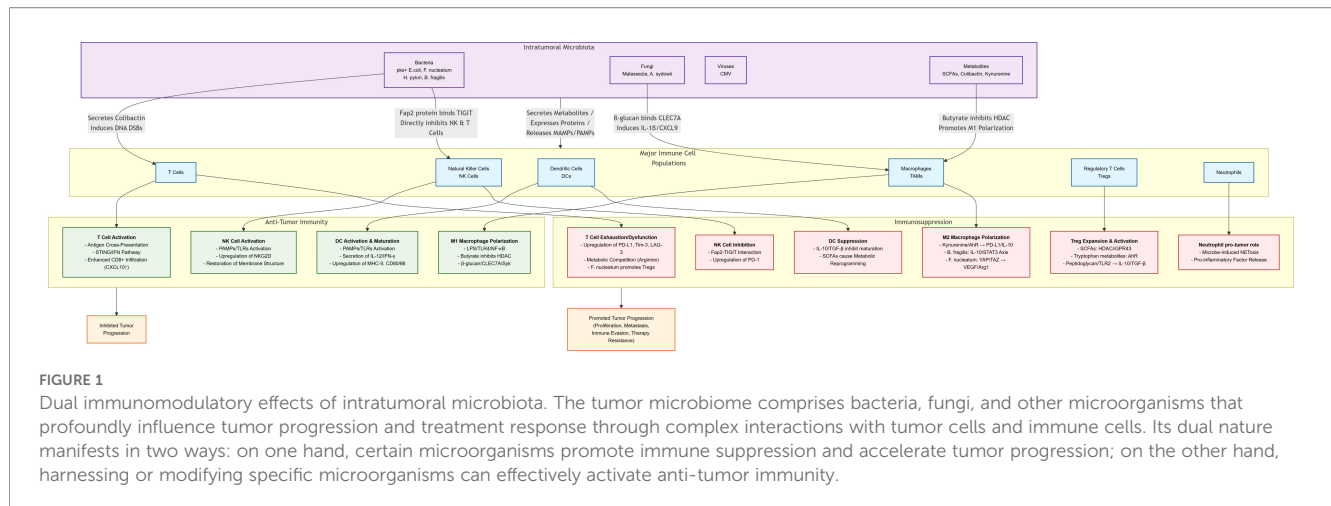 Intratumoral Microbiota
Bacteria
pks+ E.coli, F. nucleatum
H. pylori, B. fragilis
Fungi
Malassezia, A. sydowii
Viruses
CMV
Metabolites
SCFAs, Colibactin, Kynurenine
Secretes Colibactin
Induces DNA DSBs
Fap2 protein binds TIGIT
Directly inhibits NK & T
Cells
Secretes Metabolites /
Expresses Proteins /
Releases MAMPs/PAMPs
β-glucan binds CLEC7A
Induces IL-1β/CXCL9
Butyrate inhibits HDAC
Promotes M1 Polarization
Major Immune Cell
Populations
T Cells
Natural Killer Cells
NK Cells
Dendritic Cells
DCs
Macrophages
TAMs
Regulatory T Cells
Tregs
Neutrophils
Anti-Tumor Immunity
Immunosuppression
T Cell Activation
- Antigen Cross-Presentation
- STING/IFN Pathway
- Enhanced CD8+ Infiltration
(CXCL10↑)
NK Cell Activation
- PAMPs/TLRs Activation
- Upregulation of NKG2D
- Restoration of Membrane Structure
DC Activation & Maturation
- PAMPs/TLRs Activation
- Secretion of IL-12/IFN-γ
- Upregulation of MHC-II, CD80/86
M1 Macrophage Polarization
- LPS/TLR4/NF-κB
- Butyrate inhibits HDAC
- β-glucan/CLEC7A/Syk
T Cell Exhaustion/Dysfunction
- Upregulation of PD-L1, Tim-3, LAG-
3
- Metabolic Competition (Arginine)
- F. nucleatum promotes Tregs
NK Cell Inhibition
- Fap2-TIGIT Interaction
- Upregulation of PD-1
DC Suppression
- IL-10/TGF-β inhibit maturation
- SCFAs cause Metabolic
Reprogramming
M2 Macrophage Polarization
- Kynurenine/AhR → PD-L1/IL-10
- B. fragilis: IL-10/STAT3 Axis
- F. nucleatum: YAP/TAZ →
VEGF/Arg1
Treg Expansion & Activation
- SCFAs: HDAC/GPR43
- Tryptophan metabolites: AhR
- Peptidoglycan/TLR2 → IL-10/TGF-β
Neutrophil pro-tumor role
- Microbe-induced NETosis
- Pro-inflammatory Factor Release
Inhibited Tumor
Progression
Promoted Tumor Progression
(Proliferation, Metastasis,
Immune Evasion, Therapy
Resistance)
FIGURE 1
Dual immunomodulatory effects of intratumoral microbiota. The tumor microbiome comprises bacteria, fungi, and other microorganisms that
profoundly influence tumor progression and treatment response through complex interactions with tumor cells and immune cells. Its dual nature
manifests in two ways: on one hand, certain microorganisms promote immune suppression and accelerate tumor progression; on the other hand,
harnessing or modifying specific microorganisms can effectively activate anti-tumor immunity.